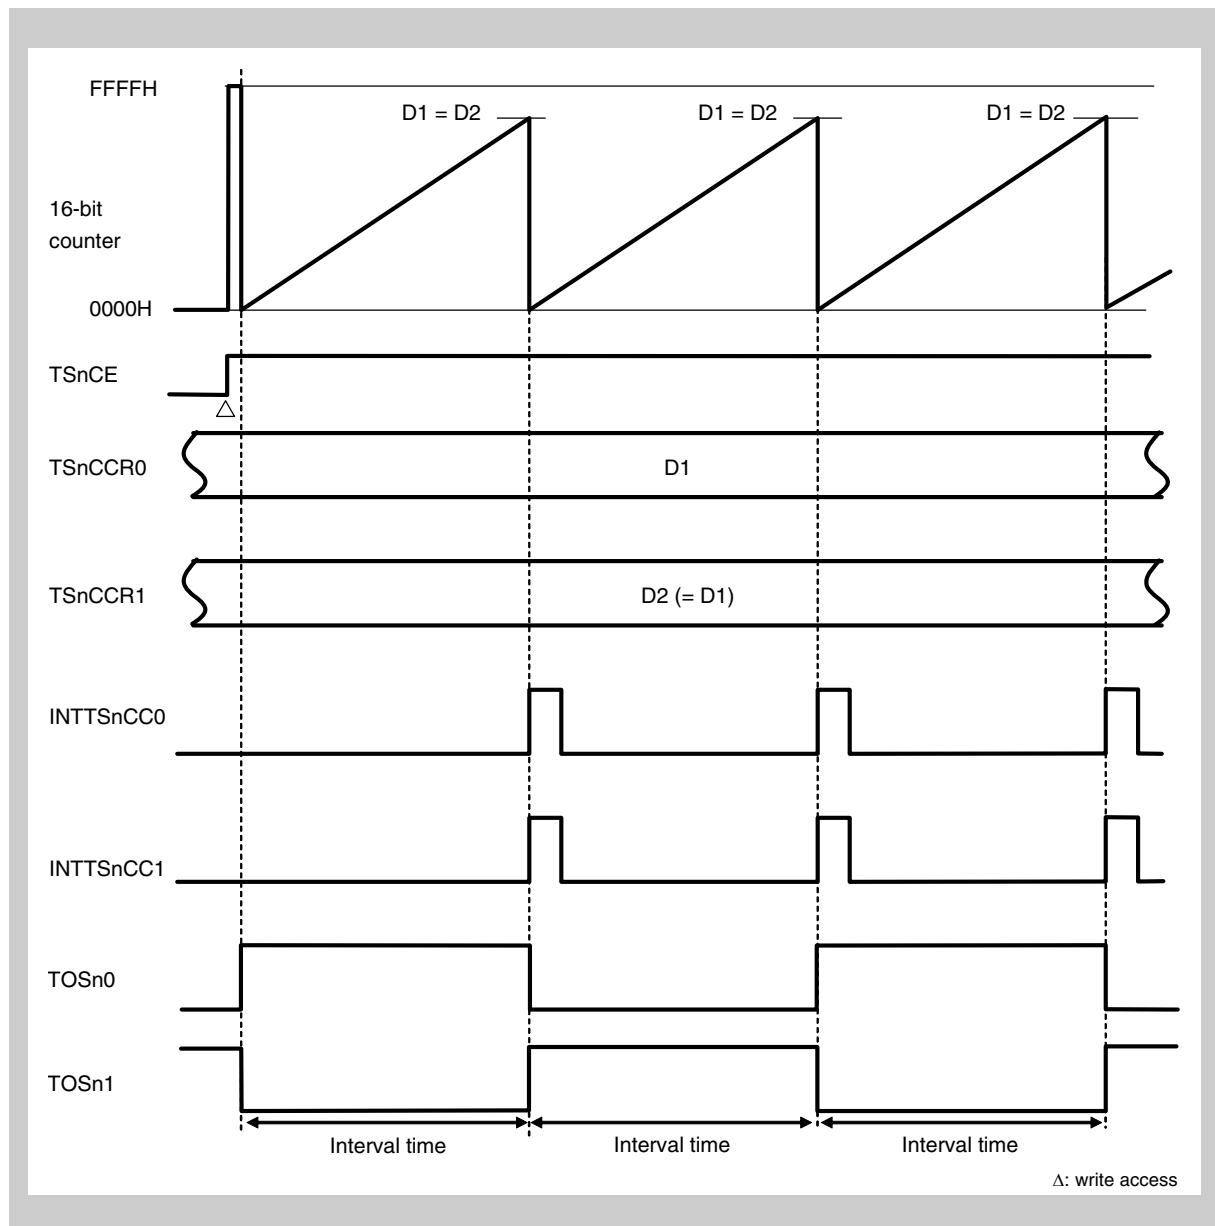 FFFFH
D1 = D2 D1 = D2 D1 = D2
16-bit
counter
0000H
TSnCE
TSnCCR0 D1
TSnCCR1 D2 (= D1)
INTTSnCC0
INTTSnCC1
TOSn0
TOSn1
Interval time Interval time Interval time
Δ: write access